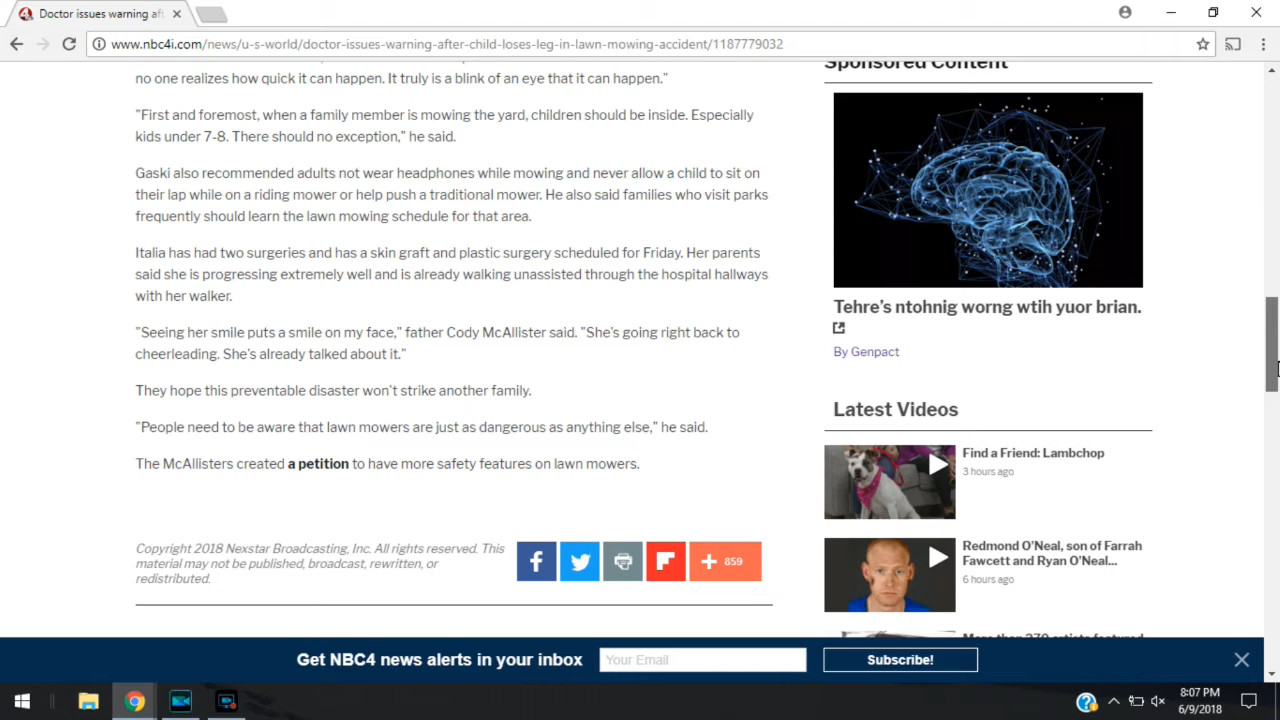 Doctor issues warning aft
www.nbc4i.com/news/u-s-world/doctor-issues-warning-after-child-loses-leg-in-lawn-mowing-accident/1187779032
no one realizes how quick it can happen. It truly is a blink of an eye that it can happen."
"First and foremost, when a family member is mowing the yard, children should be inside. Especially
kids under 7-8. There should no exception," he said.
Gaski also recommended adults not wear headphones while mowing and never allow a child to sit on
their lap while on a riding mower or help push a traditional mower. He also said families who visit parks
frequently should learn the lawn mowing schedule for that area.
Italia has had two surgeries and has a skin graft and plastic surgery scheduled for Friday. Her parents
said she is progressing extremely well and is already walking unassisted through the hospital hallways
with her walker.
"Seeing her smile puts a smile on my face," father Cody McAllister said. "She's going right back to
cheerleading. She's already talked about it."
They hope this preventable disaster won't strike another family.
"People need to be aware that lawn mowers are just as dangerous as anything else," he said.
The McAllisters created a petition to have more safety features on lawn mowers.
Copyright 2018 Nexstar Broadcasting, Inc. All rights reserved. This
material may not be published, broadcast, rewritten, or
redistributed.
859
Sponsored Content
Tehre's ntohnig worng wtih yuor brian.
By Genpact
Latest Videos
Find a Friend: Lambchop
3 hours ago
Redmond O'Neal, son of Farrah
Fawcett and Ryan O'Neal...
6 hours ago
More than 270 artists featured
Get NBC4 news alerts in your inbox
Your Email
Subscribe!
8:07 PM
6/9/2018